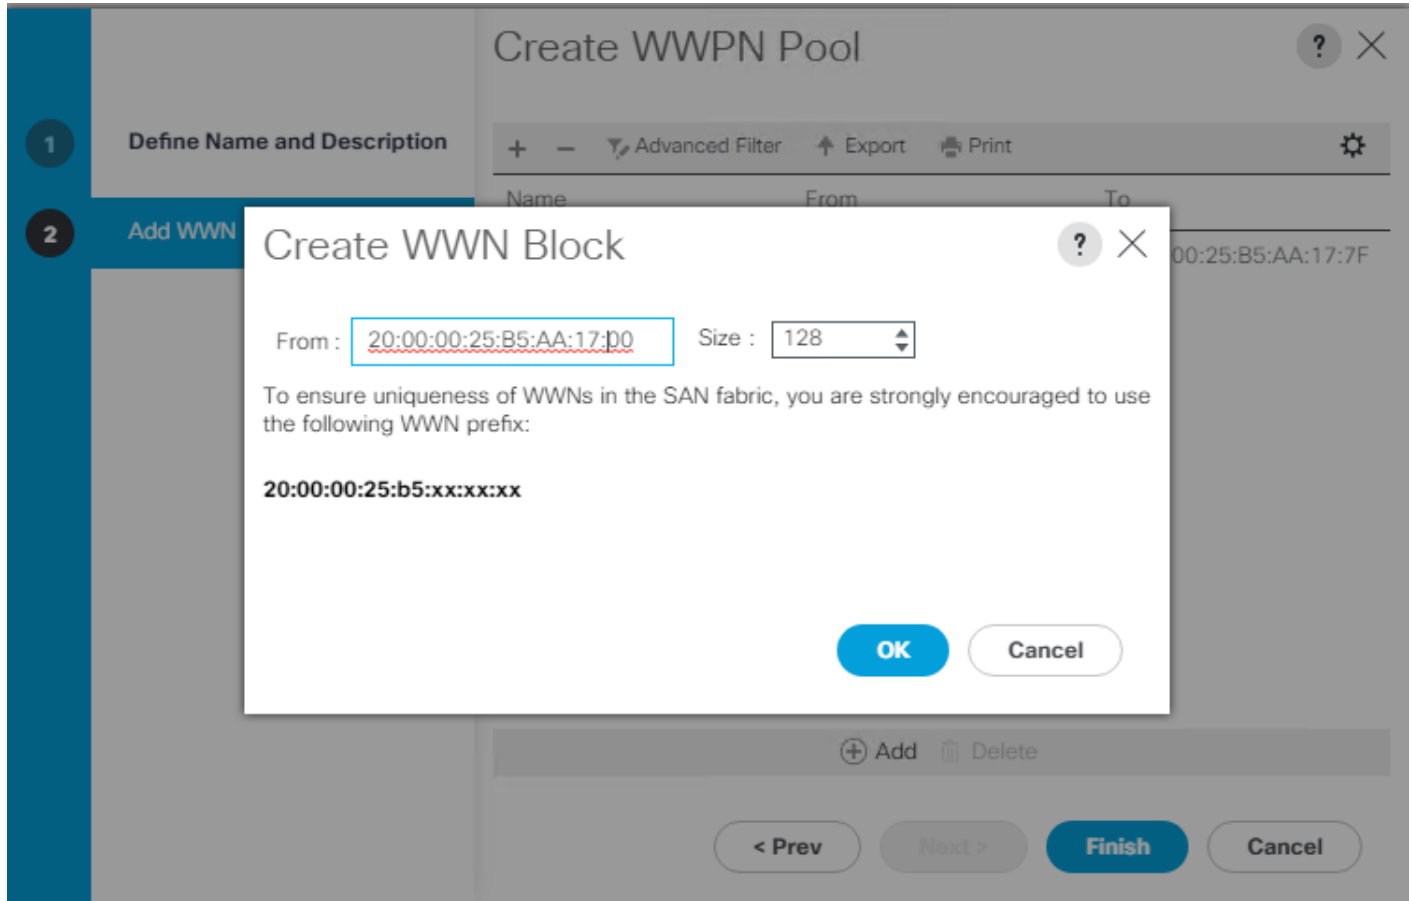 Create WWPN Pool
?
1
Define Name and Description
+ − Advanced Filter Export Print
Name From To
2
Add WWN
Create WWN Block
?
00:25:B5:AA:17:7F
From : 20:00:00:25:B5:AA:17:00 Size : 128
To ensure uniqueness of WWNs in the SAN fabric, you are strongly encouraged to use
the following WWN prefix:
20:00:00:25:b5:xx:xx:xx
OK Cancel
Add Delete
< Prev Next > Finish Cancel